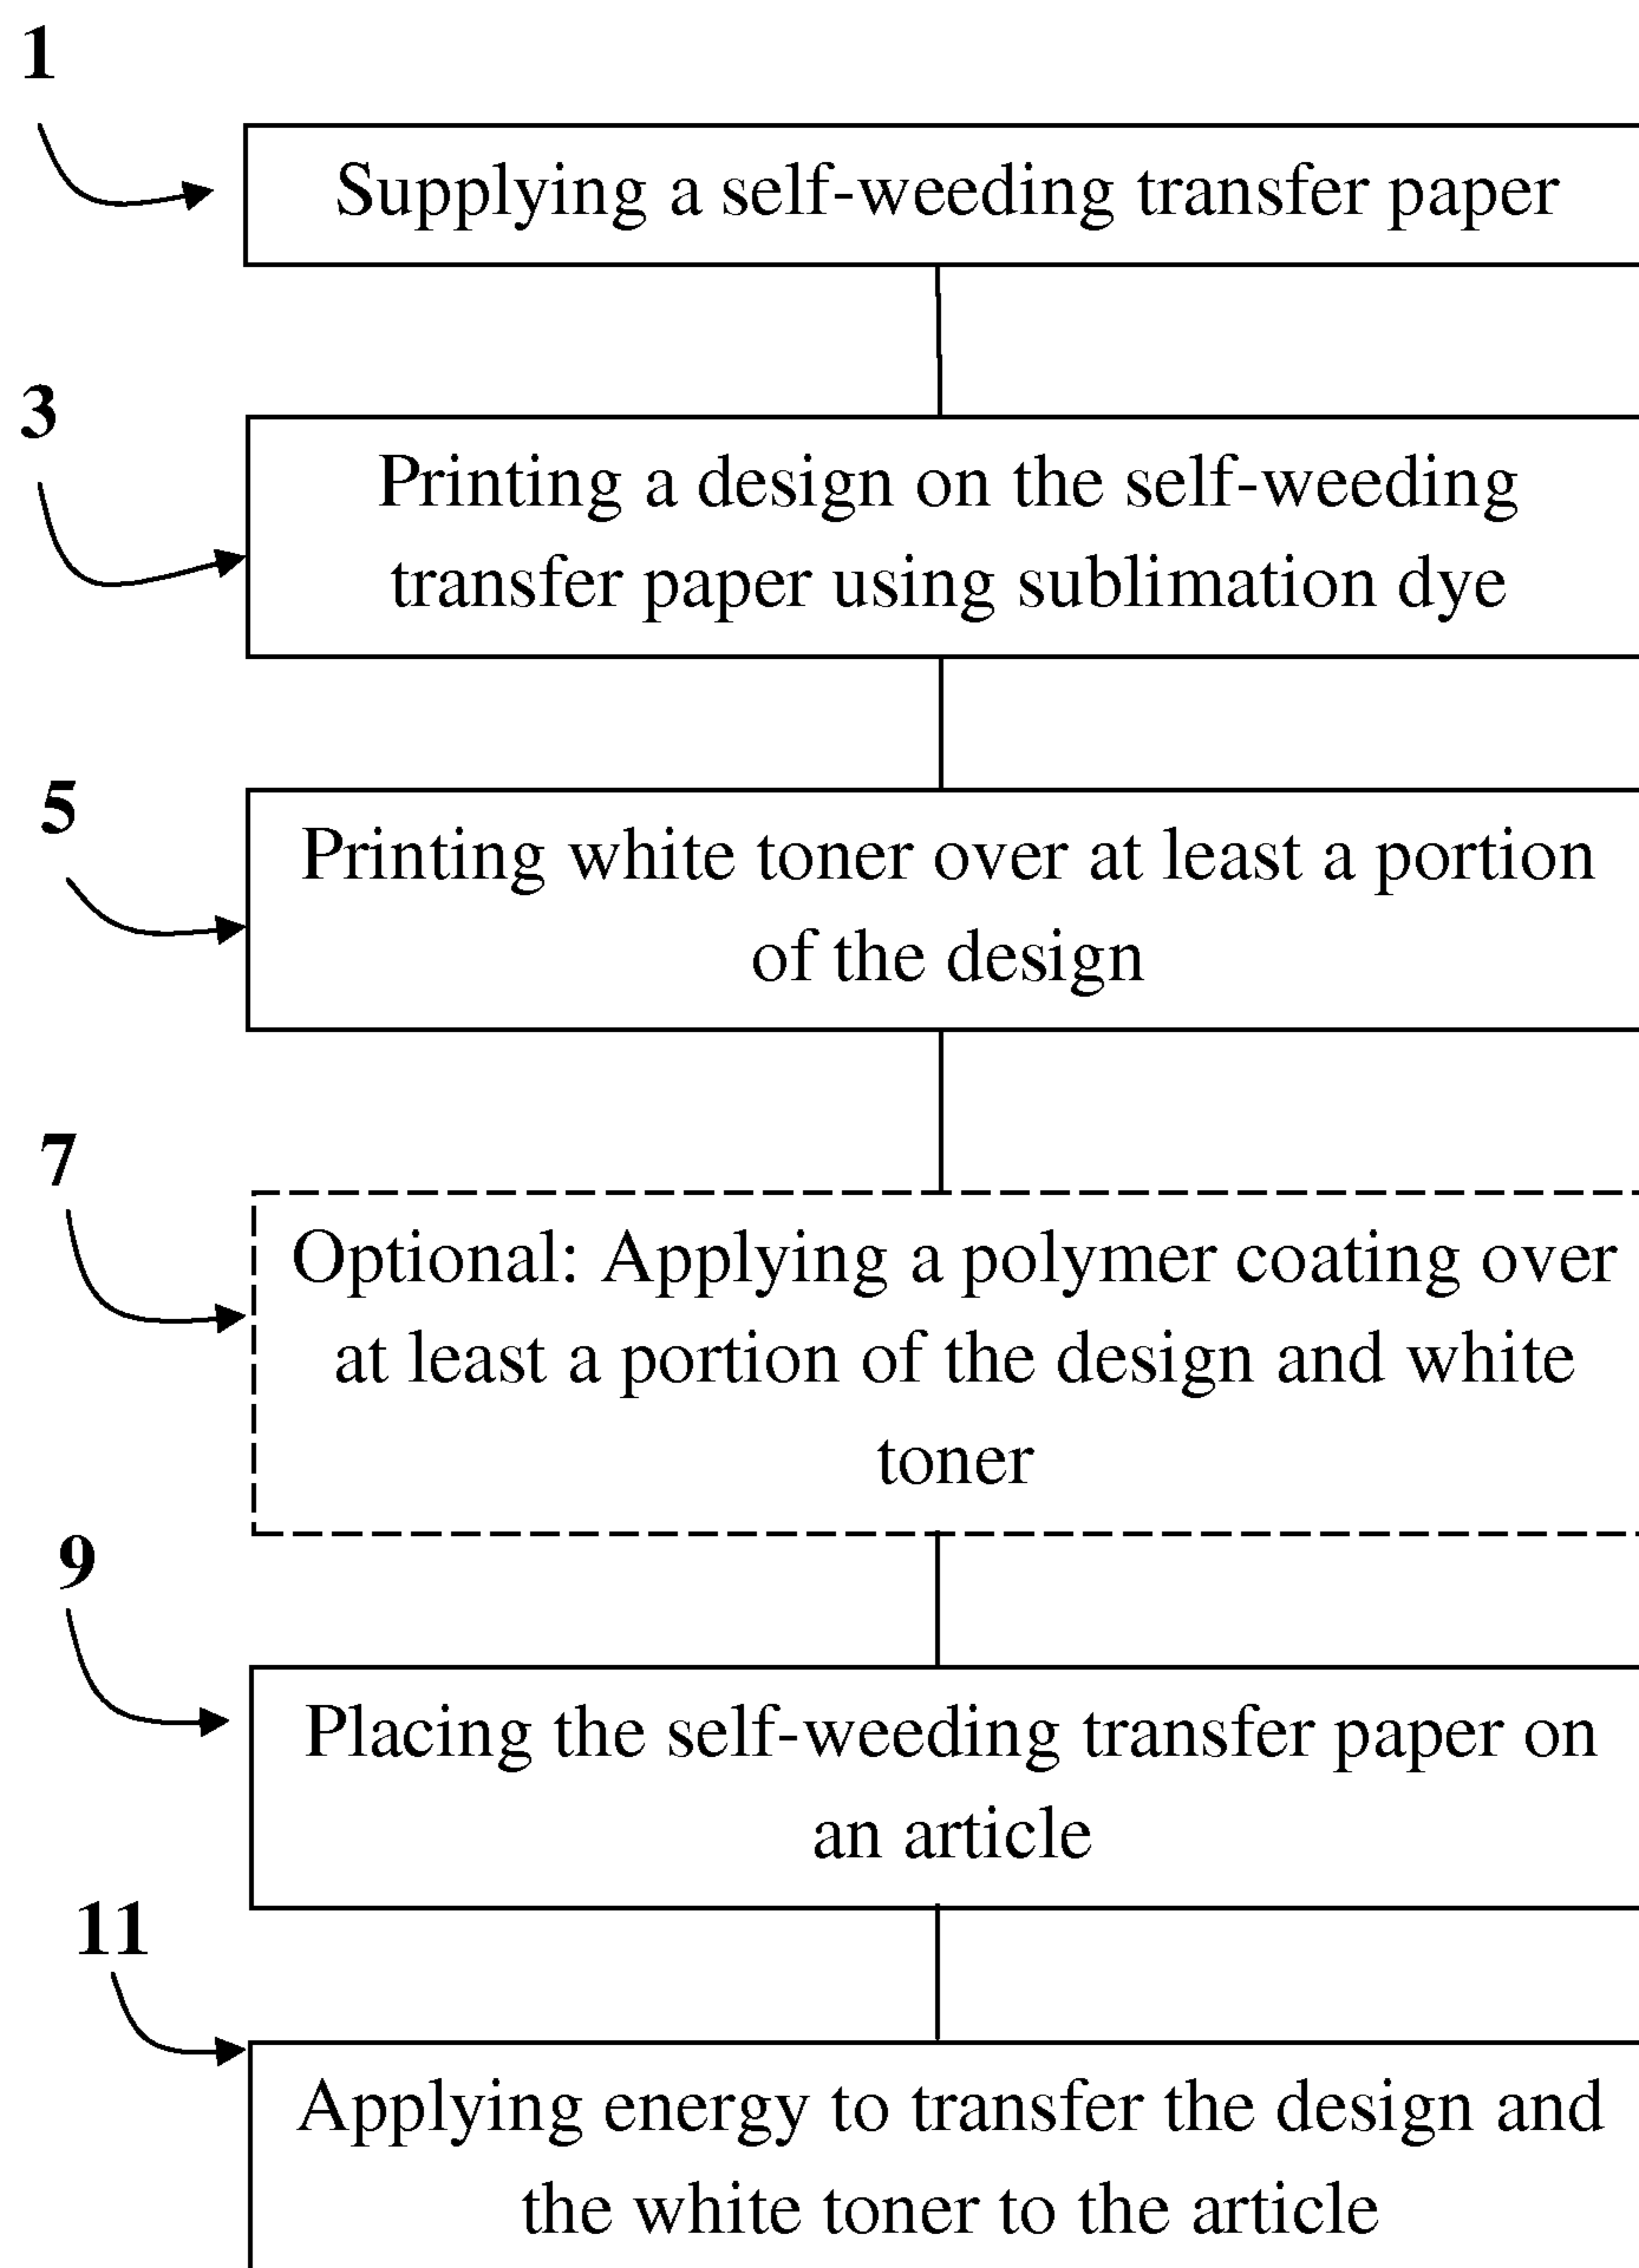 1
Supplying a self-weeding transfer paper
3
Printing a design on the self-weeding
transfer paper using sublimation dye
5
Printing white toner over at least a portion
of the design
7
Optional: Applying a polymer coating over
at least a portion of the design and white
toner
9
Placing the self-weeding transfer paper on
an article
11
Applying energy to transfer the design and
the white toner to the article